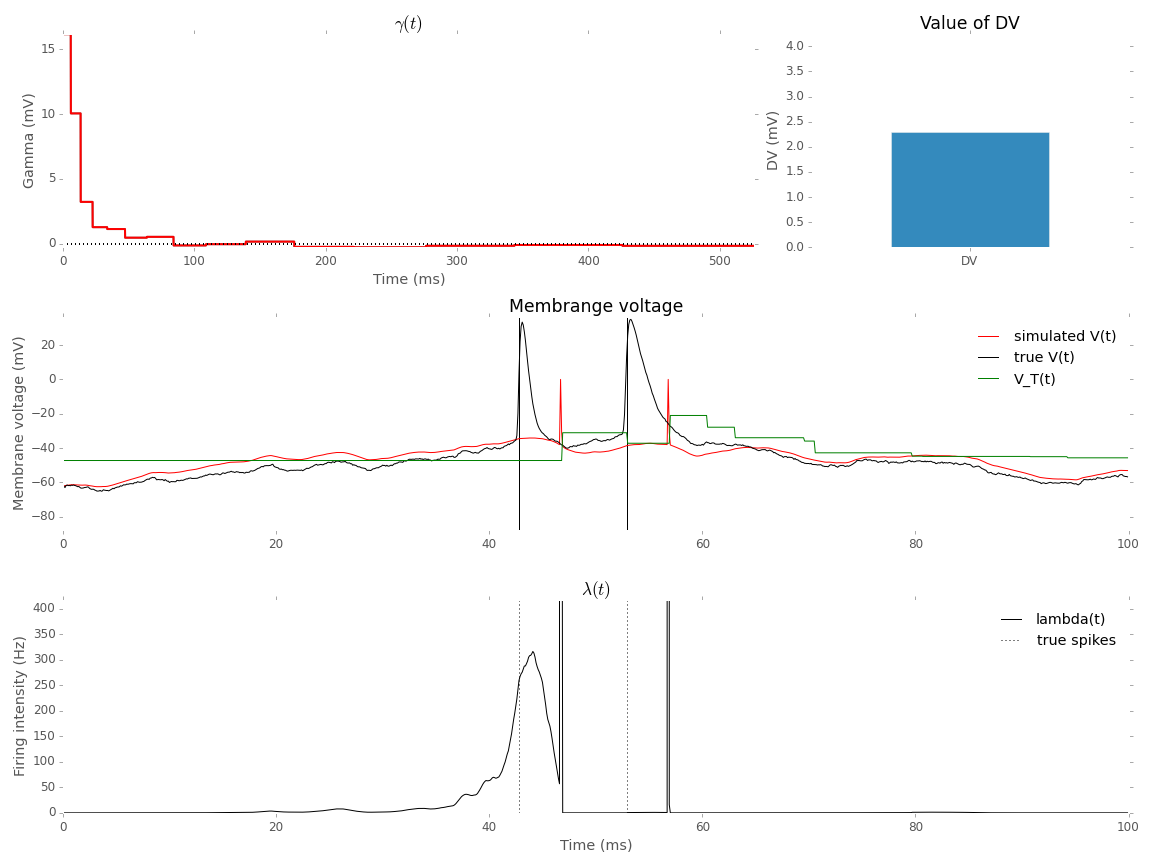 γ(t)
Value of DV
15
10
5
0
Gamma (mV)
0 100 200 300 400 500
Time (ms)
4.0
3.5
3.0
2.5
2.0
1.5
1.0
0.5
0.0
DV (mV)
DV
Membrange voltage
20
0
−20
−40
−60
−80
Membrane voltage (mV)
simulated V(t)
true V(t)
V_T(t)
0 20 40 60 80 100
λ(t)
400
350
300
250
200
150
100
50
0
Firing intensity (Hz)
lambda(t)
true spikes
0 20 40 60 80 100
Time (ms)